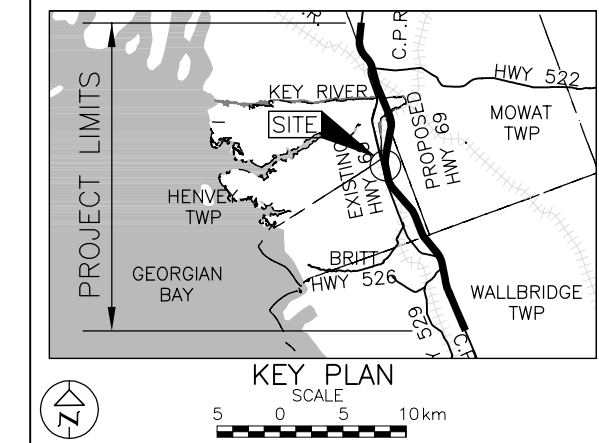 C.P.R.
HWY 522
KEY RIVER
MOWAT
TWP
SITE
PROJECT LIMITS
EXISTING
HWY 69
PROPOSED
HWY 69
HENVEY
TWP
GEORGIAN
BAY
BRITT
HWY 526
WALLBRIDGE
TWP
529
KEY PLAN
SCALE
5 0 5 10km
N